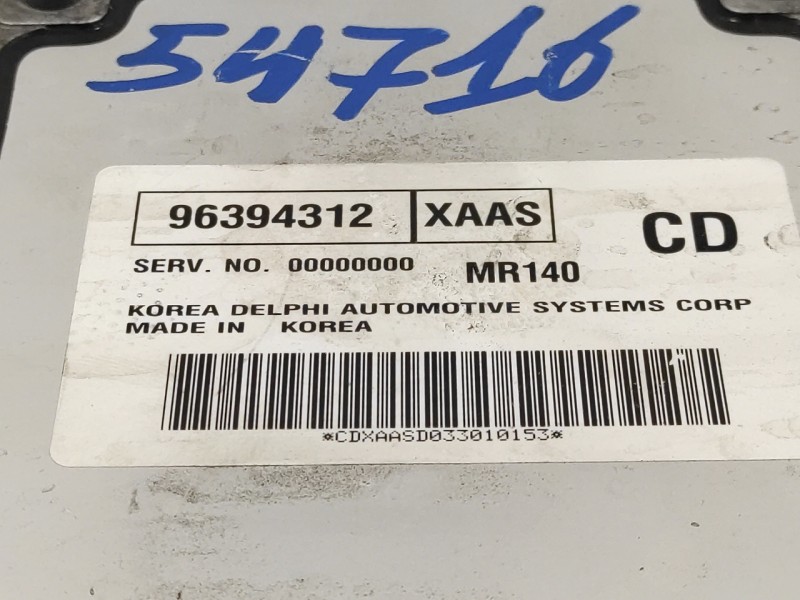 54716
96394312 XAAS CD
SERV. NO. 00000000 MR140
KOREA DELPHI AUTOMOTIVE SYSTEMS CORP
MADE IN KOREA
*CDXAASD033010153*